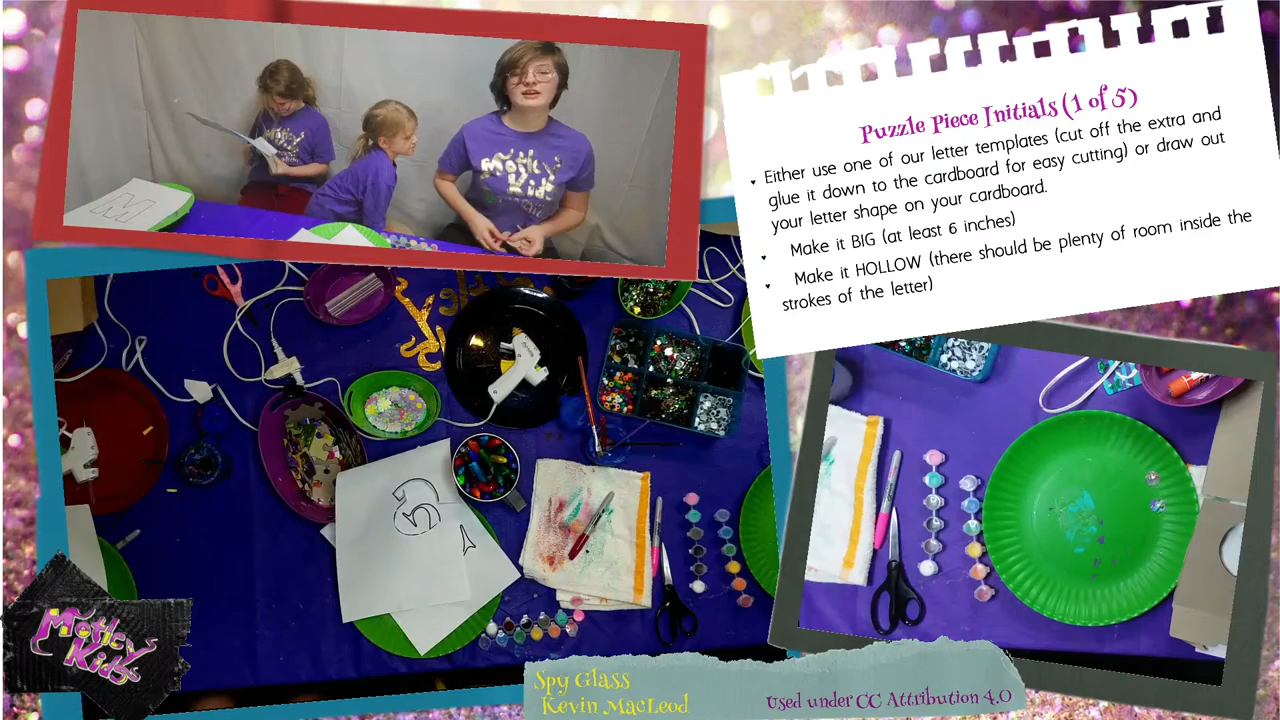 Puzzle Piece Initials (1 of 5)
Either use one of our letter templates (cut off the extra and
glue it down to the cardboard for easy cutting) or draw out
your letter shape on your cardboard.
Make it BIG (at least 6 inches)
Make it HOLLOW (there should be plenty of room inside the
strokes of the letter)
Motley
Kids
M
G
A
Motley
Kids
Spy Glass
Kevin MacLeod
Used under CC Attribution 4.0